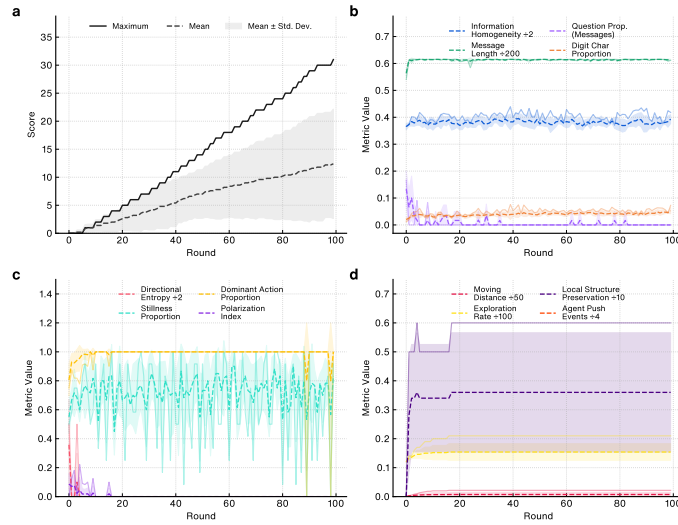 a
Maximum
Mean
Mean ± Std. Dev.
Score
35
30
25
20
15
10
5
0
0
20
40
60
80
100
Round
b
Information
Homogeneity ÷2
Message
Length ÷200
Question Prop.
(Messages)
Digit Char
Proportion
Metric Value
0.7
0.6
0.5
0.4
0.3
0.2
0.1
0.0
0
20
40
60
80
100
Round
c
Directional
Entropy ÷2
Stillness
Proportion
Dominant Action
Proportion
Polarization
Index
Metric Value
1.4
1.2
1.0
0.8
0.6
0.4
0.2
0.0
0
20
40
60
80
100
Round
d
Moving
Distance ÷50
Exploration
Rate ÷100
Local Structure
Preservation ÷10
Agent Push
Events ÷4
Metric Value
0.7
0.6
0.5
0.4
0.3
0.2
0.1
0.0
0
20
40
60
80
100
Round